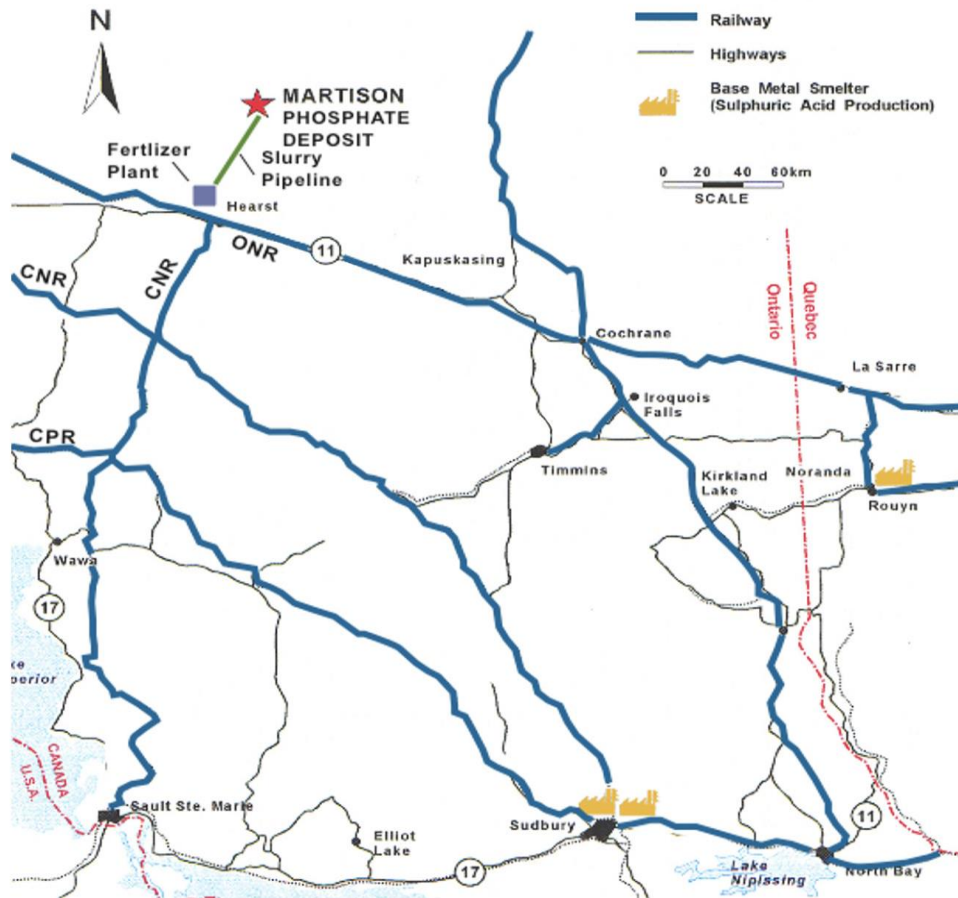 N
Railway
Highways
Base Metal Smelter
(Sulphuric Acid Production)
0 20 40 60km
SCALE
MARTISON
PHOSPHATE
DEPOSIT
Fertlizer
Plant
Slurry
Pipeline
Hearst
ONR
11
CNR
CNR
Kapuskasing
Quebec
Ontario
Cochrane
La Sarre
Iroquois
Falls
CPR
Timmins
Kirkland
Lake
Noranda
Rouyn
Wawa
17
perior
CANADA
U.S.A.
Sault Ste. Marie
Elliot
Lake
Sudbury
17
11
Lake
Nipissing
North Bay